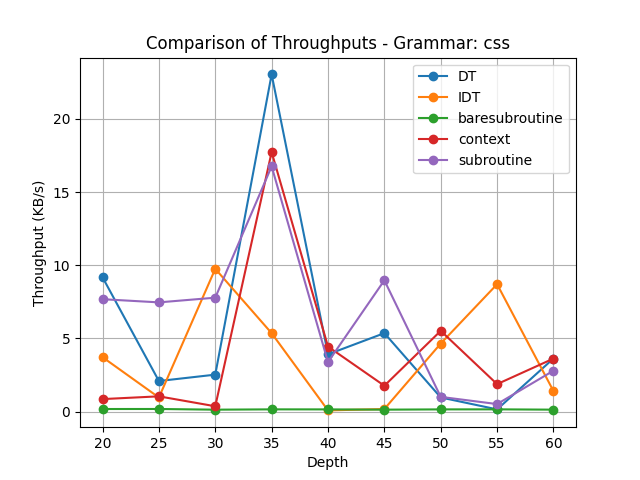 Comparison of Throughputs - Grammar: css
DT
IDT
baresubroutine
context
subroutine
Throughput (KB/s)
20
15
10
5
0
20 25 30 35 40 45 50 55 60
Depth